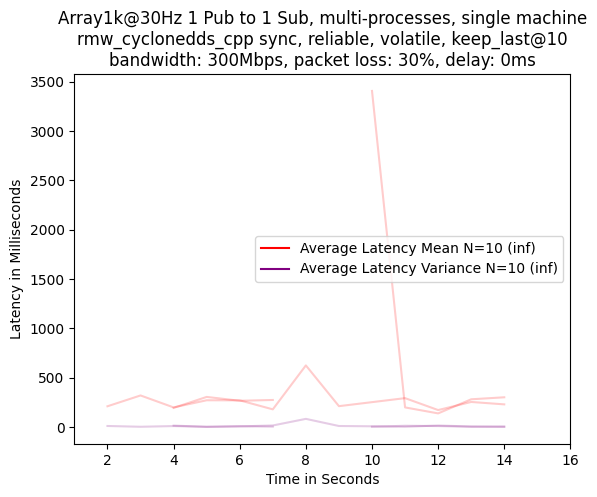 Array1k@30Hz 1 Pub to 1 Sub, multi-processes, single machine
rmw_cyclonedds_cpp sync, reliable, volatile, keep_last@10
bandwidth: 300Mbps, packet loss: 30%, delay: 0ms
3500
3000
2500
2000
1500
1000
500
0
Latency in Milliseconds
Average Latency Mean N=10 (inf)
Average Latency Variance N=10 (inf)
2 4 6 8 10 12 14 16
Time in Seconds